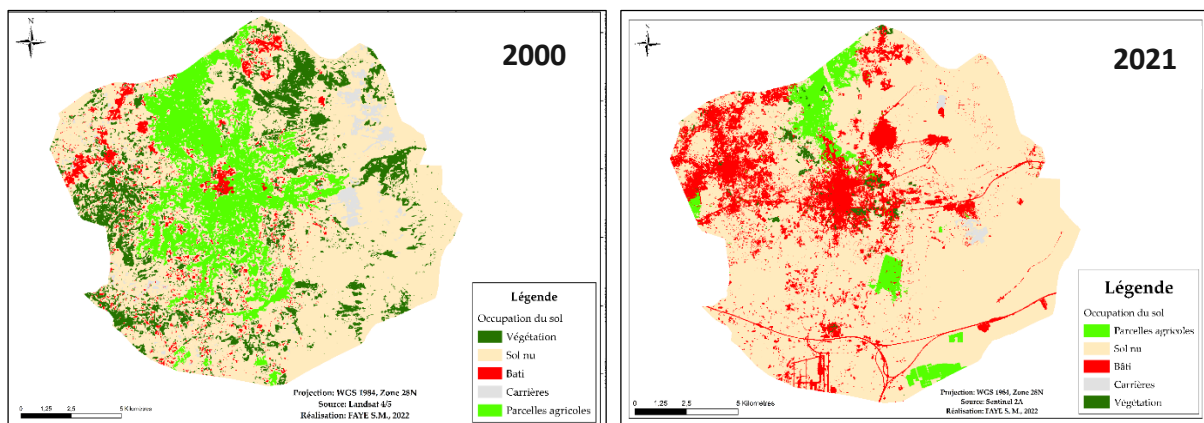 N
2000
Légende
Occupation du sol
Végétation
Sol nu
Bati
Carrières
Parcelles agricoles
Projection: WGS 1984, Zone 28N
Source: Landsat 4/5
Réalisation: FAYE S.M., 2022
0 1.25 2.5 5 Kilomètres
N
2021
Légende
Occupation du sol
Parcelles agricoles
Sol nu
Bâti
Carrières
Végétation
Projection: WGS 1984, Zone 28N
Source: Sentinel 2A
Réalisation: FAYE S. M., 2022
0 1.25 2.5 5 Kilomètres